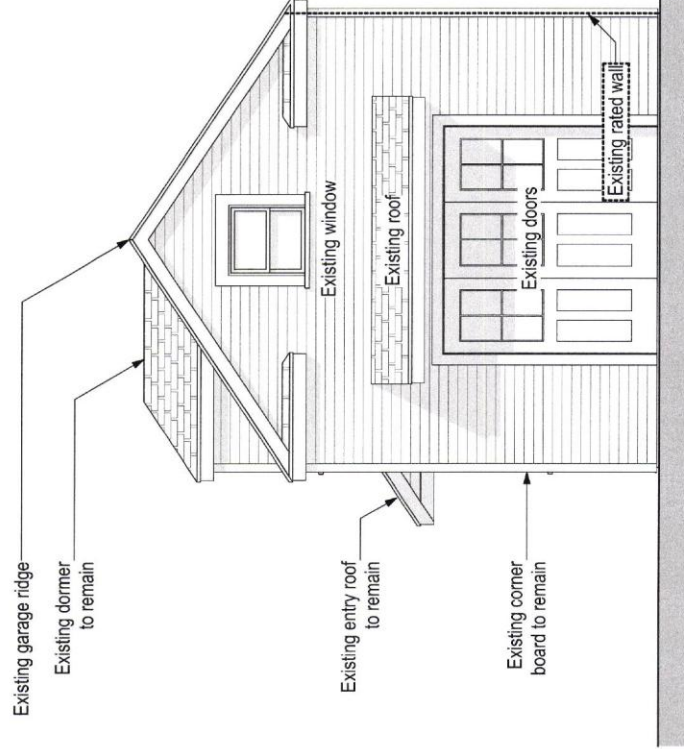 Existing garage ridge
Existing dormer
to remain
Existing window
Existing roof
Existing entry roof
to remain
Existing doors
Existing rated wall
Existing corner
board to remain